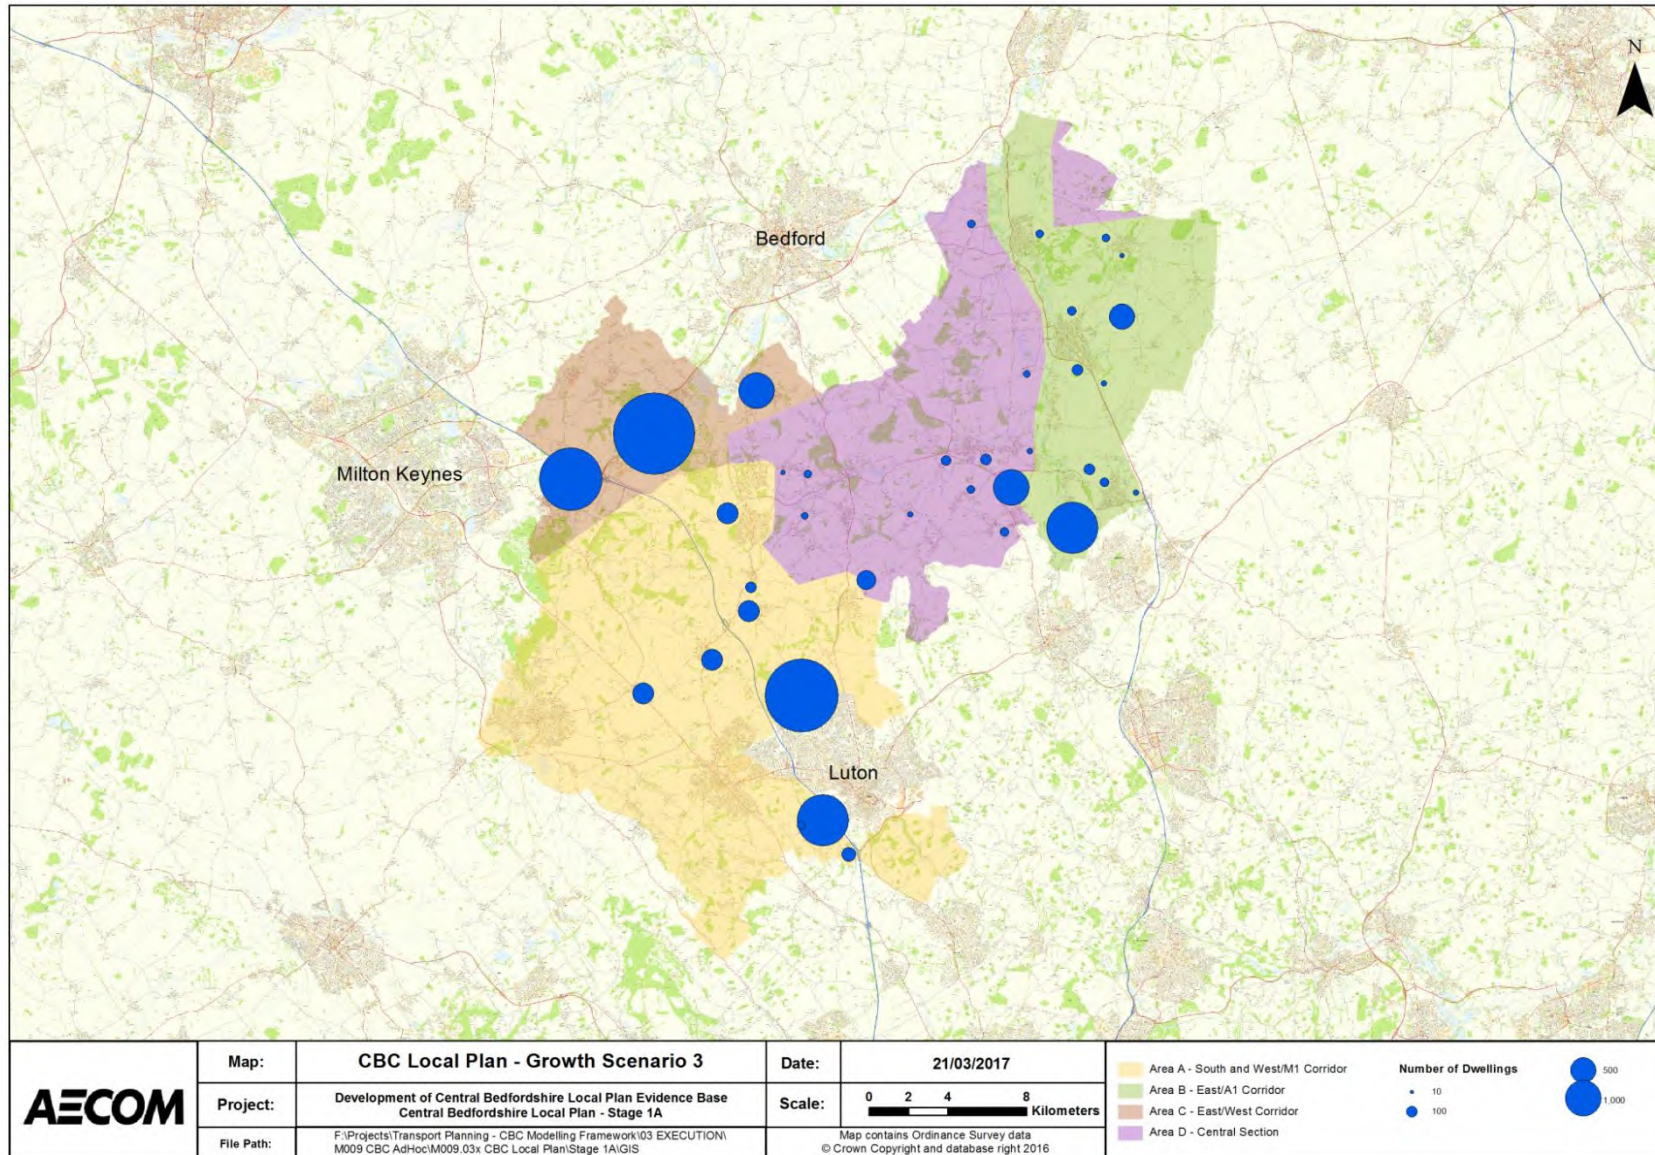 N
Bedford
Milton Keynes
Luton
AECOM
Map:
CBC Local Plan - Growth Scenario 3
Project:
Development of Central Bedfordshire Local Plan Evidence Base
Central Bedfordshire Local Plan - Stage 1A
File Path:
F:\Projects\Transport Planning - CBC Modelling Framework\03 EXECUTION\
M009 CBC AdHoc\M009.03x CBC Local Plan\Stage 1A\GIS
Date:
21/03/2017
Scale:
0 2 4 8
Kilometers
Map contains Ordinance Survey data
© Crown Copyright and database right 2016
Area A - South and West/M1 Corridor
Area B - East/A1 Corridor
Area C - East/West Corridor
Area D - Central Section
Number of Dwellings
10
100
500
1,000